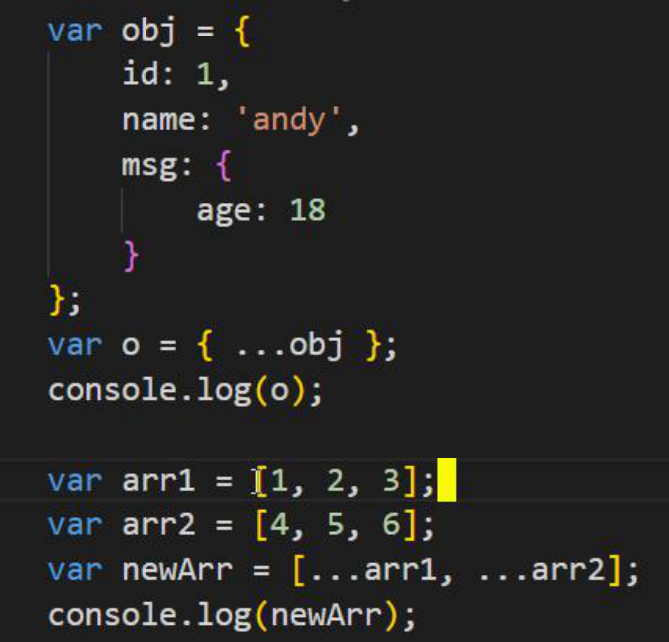 var obj = {
id: 1,
name: 'andy',
msg: {
age: 18
}
};
var o = { ...obj };
console.log(o);
var arr1 = [1, 2, 3];
var arr2 = [4, 5, 6];
var newArr = [...arr1, ...arr2];
console.log(newArr);